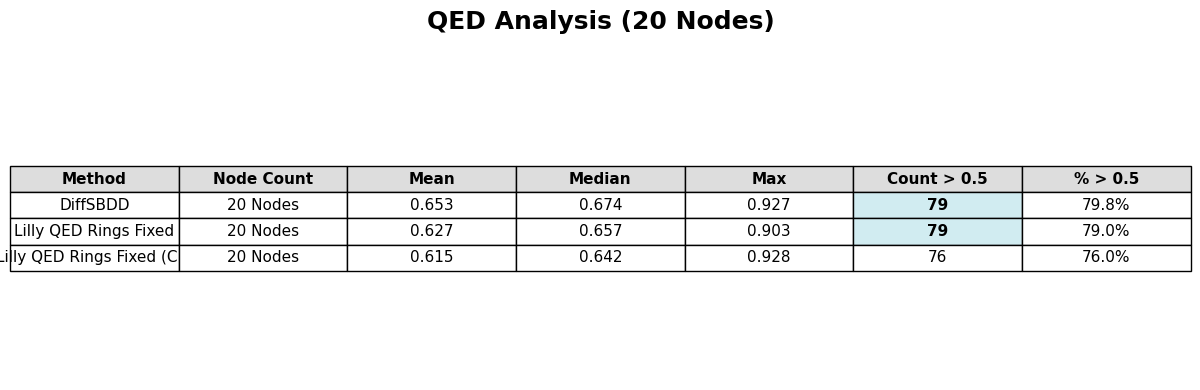 QED Analysis (20 Nodes)
Method Node Count Mean Median Max Count > 0.5 % > 0.5
DiffSBDD 20 Nodes 0.653 0.674 0.927 79 79.8%
Lilly QED Rings Fixed 20 Nodes 0.627 0.657 0.903 79 79.0%
Lilly QED Rings Fixed (C 20 Nodes 0.615 0.642 0.928 76 76.0%